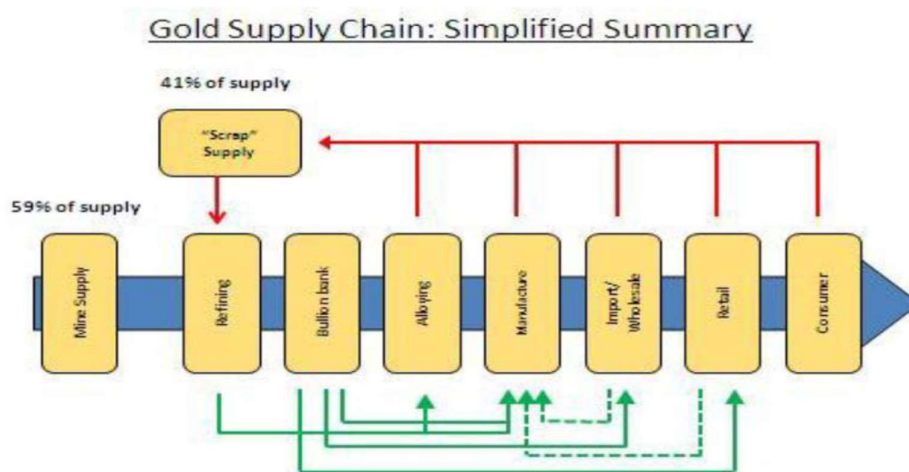 Gold Supply Chain: Simplified Summary
41% of supply
"Scrap"
Supply
59% of supply
Mine Supply
Refining
Bullion bank
Alloying
Manufacture
Import/
Wholesale
Retail
Consumer